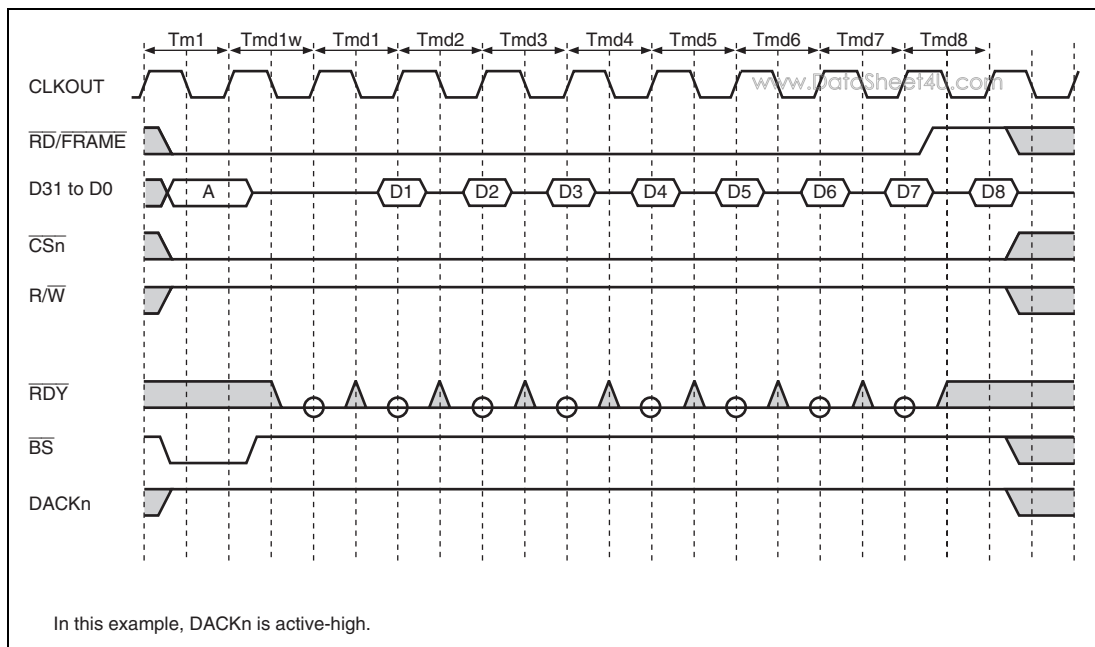 Tm1 Tmd1w Tmd1 Tmd2 Tmd3 Tmd4 Tmd5 Tmd6 Tmd7 Tmd8
CLKOUT
www.DataSheet4U.com
RD/FRAME
D31 to D0
A D1 D2 D3 D4 D5 D6 D7 D8
CSn
R/W
RDY
BS
DACKn
In this example, DACKn is active-high.